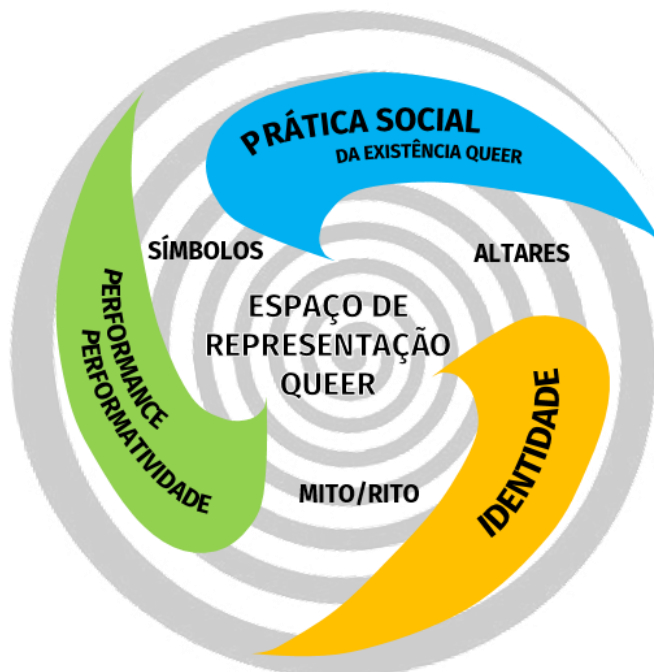 PRÁTICA SOCIAL
DA EXISTÊNCIA QUEER
SÍMBOLOS
ALTARES
PERFORMANCE
PERFORMATIVIDADE
ESPAÇO DE
REPRESENTAÇÃO
QUEER
IDENTIDADE
MITO/RITO